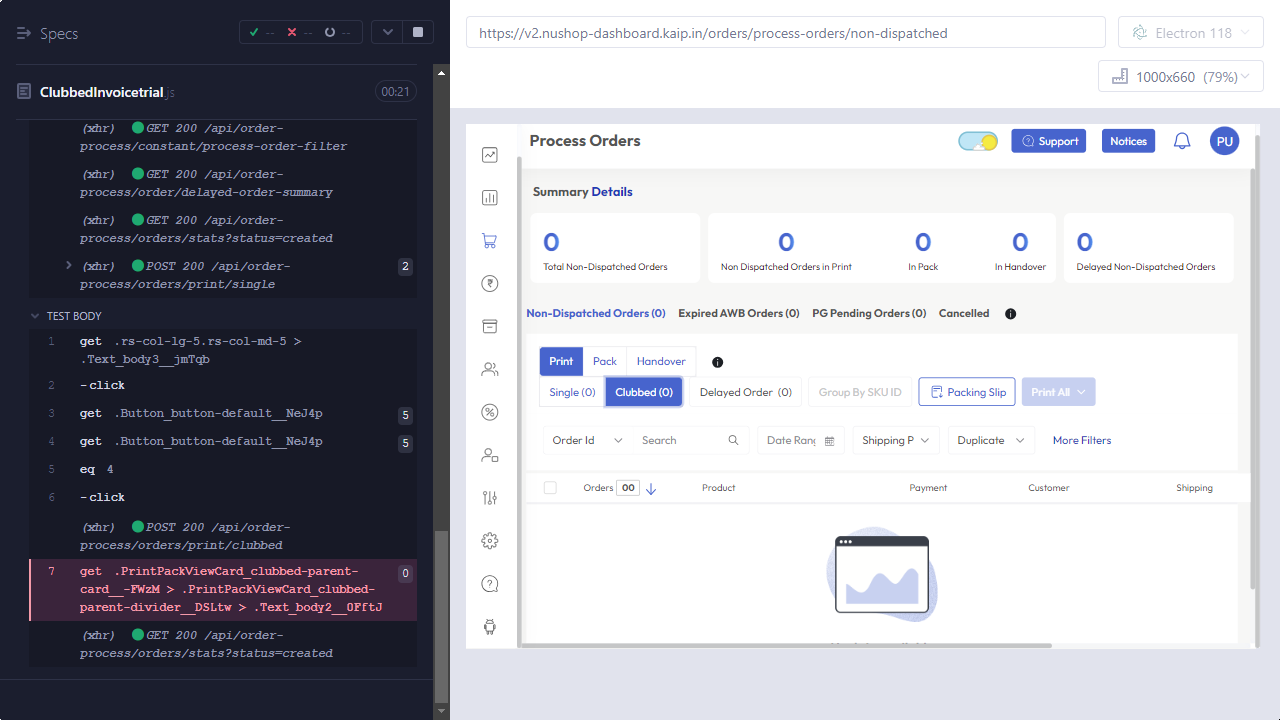 Specs
-- -- --
ClubbedInvoicetrial.js 00:21
(xhr) GET 200 /api/order-
process/constant/process-order-filter
(xhr) GET 200 /api/order-
process/order/delayed-order-summary
(xhr) GET 200 /api/order-
process/orders/stats?status=created
(xhr) POST 200 /api/order- 2
process/orders/print/single
TEST BODY
1 get .rs-col-lg-5.rs-col-md-5 >
.Text_body3__jmTqb
2 -click
3 get .Button_button-default__NeJ4p 5
4 get .Button_button-default__NeJ4p 5
5 eq 4
6 -click
(xhr) POST 200 /api/order-
process/orders/print/clubbed
7 get .PrintPackViewCard_clubbed-parent- 0
card__-FWzM > .PrintPackViewCard_clubbed-
parent-divider__DSLtw > .Text_body2__0FftJ
(xhr) GET 200 /api/order-
process/orders/stats?status=created
https://v2.nushop-dashboard.kaip.in/orders/process-orders/non-dispatched
Electron 118
1000x660 (79%)
Process Orders
Support
Notices
PU
Summary Details
0 0 0 0 0
Total Non-Dispatched Orders Non Dispatched Orders in Print In Pack In Handover Delayed Non-Dispatched Orders
Non-Dispatched Orders (0) Expired AWB Orders (0) PG Pending Orders (0) Cancelled
Print Pack Handover
Single (0) Clubbed (0) Delayed Order (0) Group By SKU ID Packing Slip Print All
Order Id Search Date Rang Shipping P Duplicate More Filters
Orders 00 Product Payment Customer Shipping